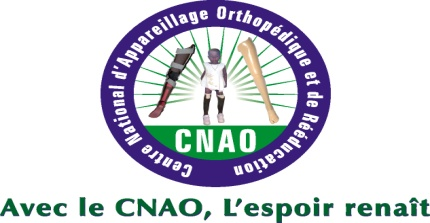 Centre National d'Appareillage Orthopédique et de Rééducation
CNAO
Avec le CNAO, L'espoir renaît